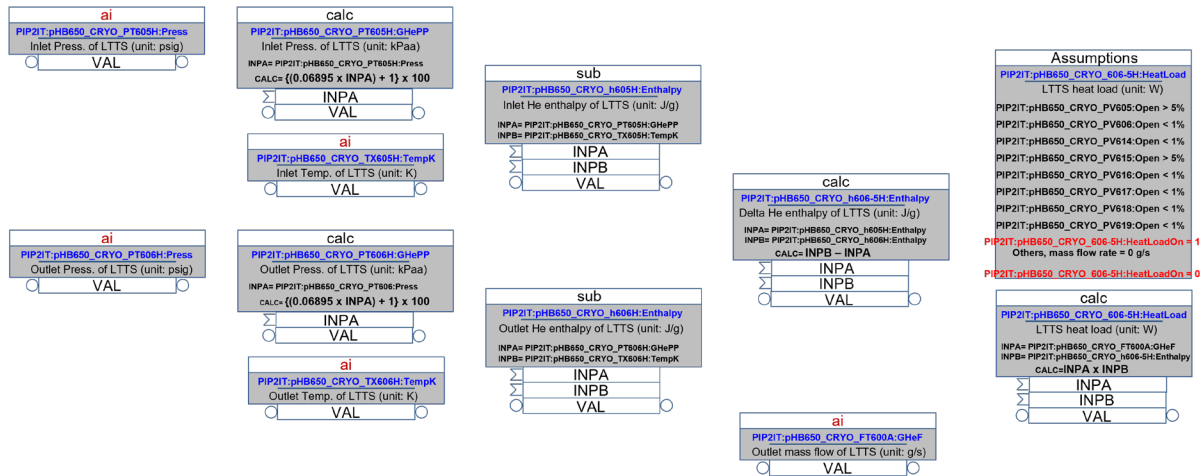 ai
PIP2IT:pHB650_CRYO_PT605H:Press
Inlet Press. of LTTS (unit: psig)
VAL
calc
PIP2IT:pHB650_CRYO_PT605H:GHePP
Inlet Press. of LTTS (unit: kPaa)
INPA= PIP2IT:pHB650_CRYO_PT605H:Press
CALC= {(0.06895 x INPA) + 1} x 100
INPA
VAL
ai
PIP2IT:pHB650_CRYO_TX605H:TempK
Inlet Temp. of LTTS (unit: K)
VAL
sub
PIP2IT:pHB650_CRYO_h605H:Enthalpy
Inlet He enthalpy of LTTS (unit: J/g)
INPA= PIP2IT:pHB650_CRYO_PT605H:GHePP
INPB= PIP2IT:pHB650_CRYO_TX605H:TempK
INPA
INPB
VAL
ai
PIP2IT:pHB650_CRYO_PT606H:Press
Outlet Press. of LTTS (unit: psig)
VAL
calc
PIP2IT:pHB650_CRYO_PT606H:GHePP
Outlet Press. of LTTS (unit: kPaa)
INPA= PIP2IT:pHB650_CRYO_PT606:Press
CALC= {(0.06895 x INPA) + 1} x 100
INPA
VAL
ai
PIP2IT:pHB650_CRYO_TX606H:TempK
Outlet Temp. of LTTS (unit: K)
VAL
sub
PIP2IT:pHB650_CRYO_h606H:Enthalpy
Outlet He enthalpy of LTTS (unit: J/g)
INPA= PIP2IT:pHB650_CRYO_PT606H:GHePP
INPB= PIP2IT:pHB650_CRYO_TX606H:TempK
INPA
INPB
VAL
calc
PIP2IT:pHB650_CRYO_h606-5H:Enthalpy
Delta He enthalpy of LTTS (unit: J/g)
INPA= PIP2IT:pHB650_CRYO_h605H:Enthalpy
INPB= PIP2IT:pHB650_CRYO_h606H:Enthalpy
CALC= INPB – INPA
INPA
INPB
VAL
ai
PIP2IT:pHB650_CRYO_FT600A:GHeF
Outlet mass flow of LTTS (unit: g/s)
VAL
Assumptions
PIP2IT:pHB650_CRYO_606-5H:HeatLoad
LTTS heat load (unit: W)
PIP2IT:pHB650_CRYO_PV605:Open > 5%
PIP2IT:pHB650_CRYO_PV606:Open < 1%
PIP2IT:pHB650_CRYO_PV614:Open < 1%
PIP2IT:pHB650_CRYO_PV615:Open > 5%
PIP2IT:pHB650_CRYO_PV616:Open < 1%
PIP2IT:pHB650_CRYO_PV617:Open < 1%
PIP2IT:pHB650_CRYO_PV618:Open < 1%
PIP2IT:pHB650_CRYO_PV619:Open < 1%
PIP2IT:pHB650_CRYO_606-5H:HeatLoadOn = 1
Others, mass flow rate = 0 g/s
PIP2IT:pHB650_CRYO_606-5H:HeatLoadOn = 0
calc
PIP2IT:pHB650_CRYO_606-5H:HeatLoad
LTTS heat load (unit: W)
INPA= PIP2IT:pHB650_CRYO_FT600A:GHeF
INPB= PIP2IT:pHB650_CRYO_h606-5H:Enthalpy
CALC=INPA x INPB
INPA
INPB
VAL